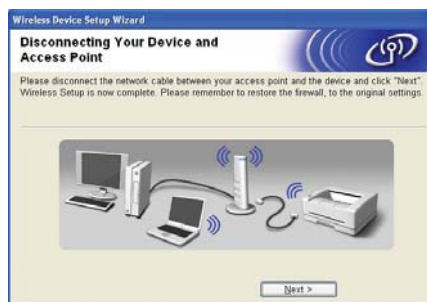 Wireless Device Setup Wizard
Disconnecting Your Device and
Access Point
Please disconnect the network cable between your access point and the device and click "Next".
Wireless Setup is now complete. Please remember to restore the firewall, to the original settings.
Next >